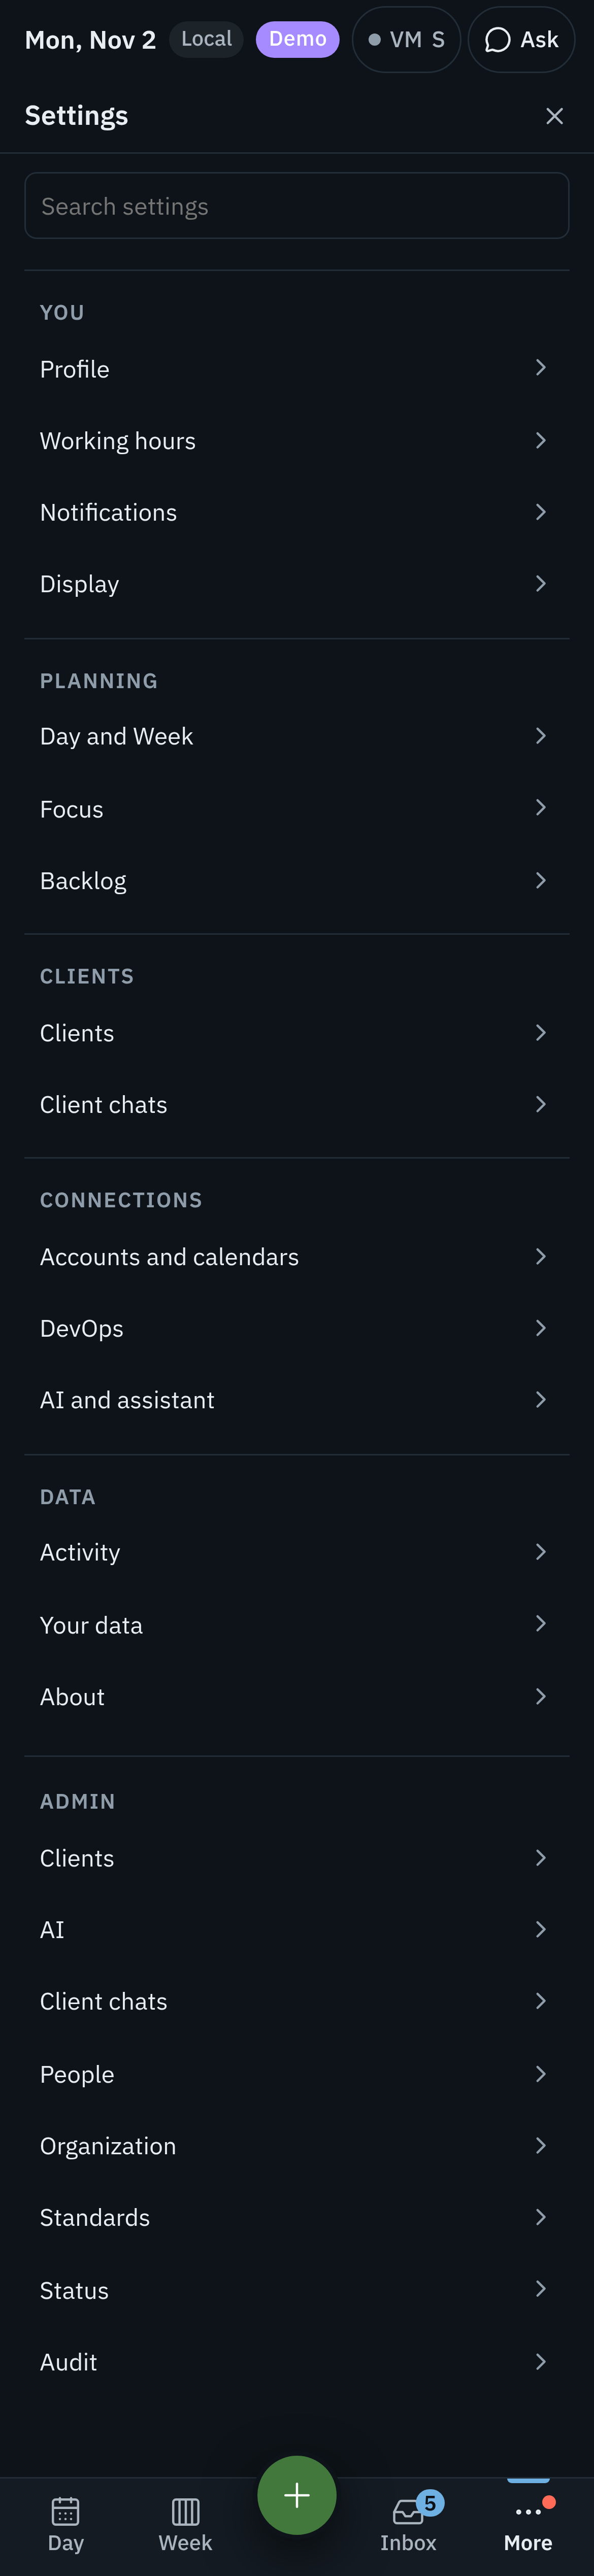 Mon, Nov 2 Local Demo VM S Ask
Settings
Search settings
YOU
Profile
Working hours
Notifications
Display
PLANNING
Day and Week
Focus
Backlog
CLIENTS
Clients
Client chats
CONNECTIONS
Accounts and calendars
DevOps
AI and assistant
DATA
Activity
Your data
About
ADMIN
Clients
AI
Client chats
People
Organization
Standards
Status
Audit
5
Day Week Inbox More